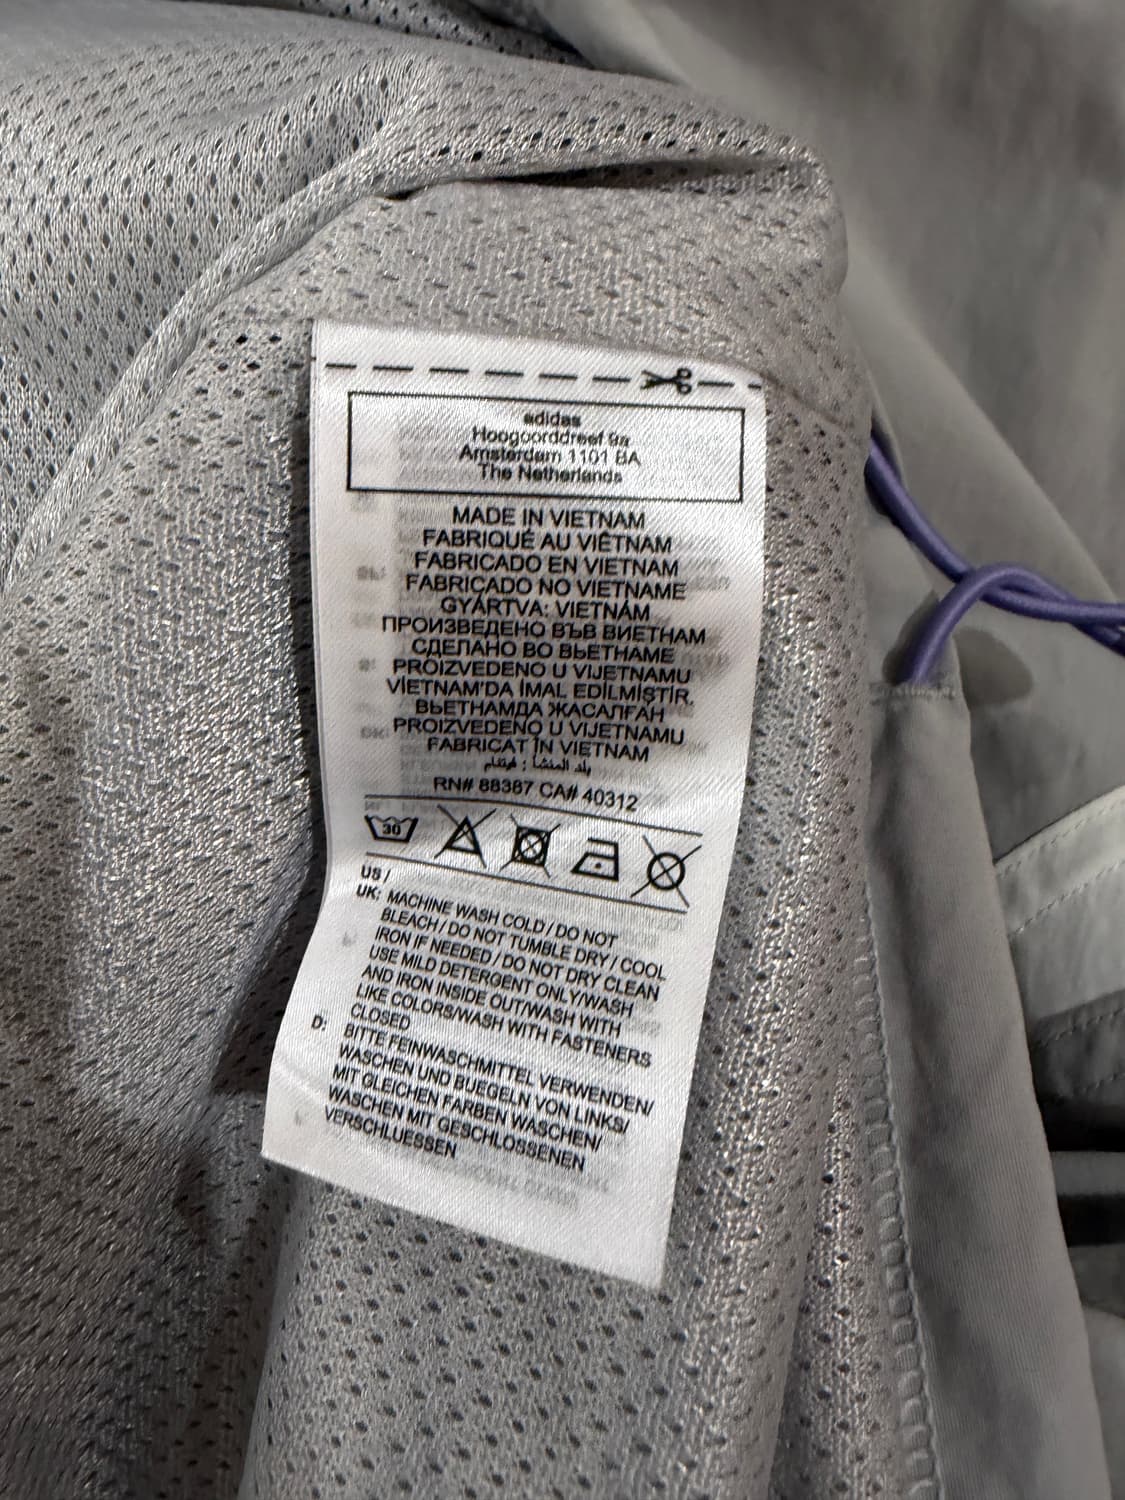 adidas
Hoogoorddreef 9a
Amsterdam 1101 BA
The Netherlands
MADE IN VIETNAM
FABRIQUÉ AU VIÊTNAM
FABRICADO EN VIETNAM
FABRICADO NO VIETNAME
GYÁRTVA: VIETNÁM
ПРОИЗВЕДЕНО ВЪВ ВИЕТНАМ
СДЕЛАНО ВО ВЬЕТНАМЕ
PROIZVEDENO U VIJETNAMU
VİETNAM'DA İMAL EDİLMİŞTİR.
ВЬЕТНАМДА ЖАСАЛҒАН
PROIZVEDENO U VIJETNAMU
FABRICAT ÎN VIETNAM
بلد المنشأ : فيتنام
RN# 88387 CA# 40312
30
US /
UK: MACHINE WASH COLD / DO NOT
BLEACH / DO NOT TUMBLE DRY / COOL
IRON IF NEEDED / DO NOT DRY CLEAN
USE MILD DETERGENT ONLY/WASH
AND IRON INSIDE OUT/WASH WITH
LIKE COLORS/WASH WITH FASTENERS
CLOSED
D: BITTE FEINWASCHMITTEL VERWENDEN/
WASCHEN UND BUEGELN VON LINKS/
MIT GLEICHEN FARBEN WASCHEN/
WASCHEN MIT GESCHLOSSENEN
VERSCHLUESSEN